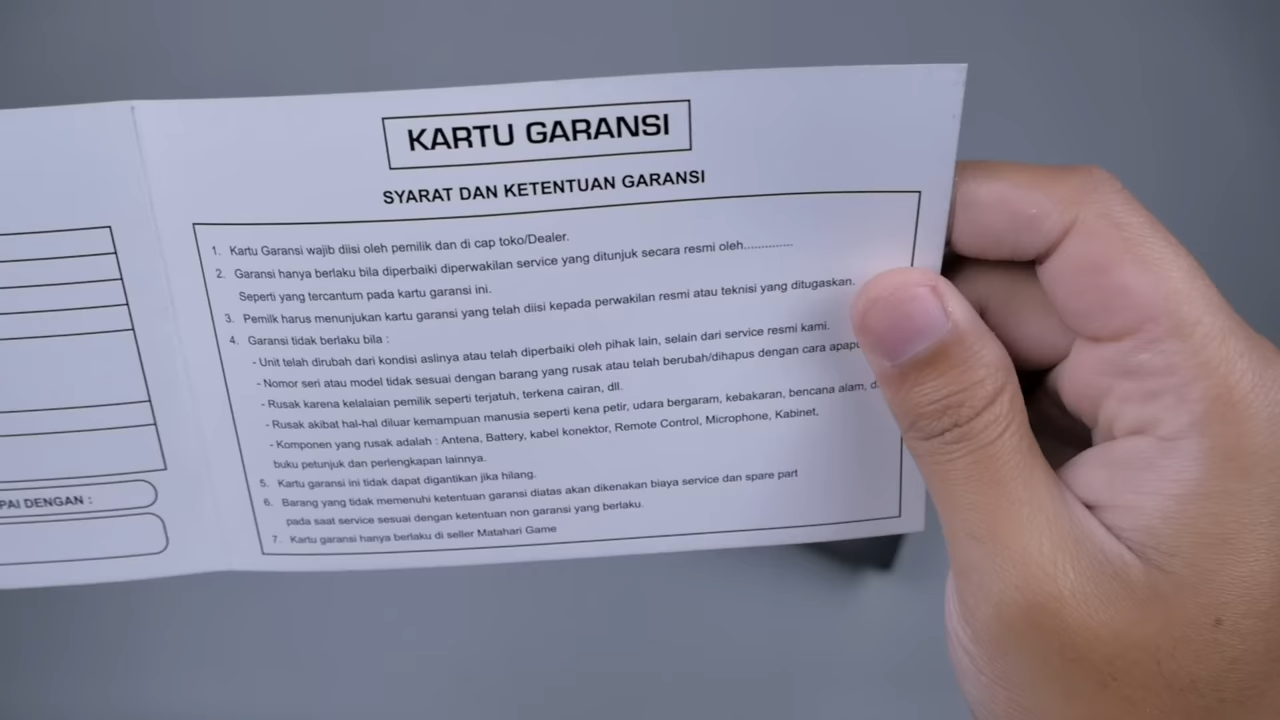 KARTU GARANSI
SYARAT DAN KETENTUAN GARANSI
1. Kartu Garansi wajib diisi oleh pemilik dan di cap toko/Dealer.
2. Garansi hanya berlaku bila diperbaiki diperwakilan service yang ditunjuk secara resmi oleh.............
Seperti yang tercantum pada kartu garansi ini.
3. Pemilk harus menunjukan kartu garansi yang telah diisi kepada perwakilan resmi atau teknisi yang ditugaskan.
4. Garansi tidak berlaku bila :
- Unit telah dirubah dari kondisi aslinya atau telah diperbaiki oleh pihak lain, selain dari service resmi kami.
- Nomor seri atau model tidak sesuai dengan barang yang rusak atau telah berubah/dihapus dengan cara
- Rusak karena kelalaian pemilik seperti terjatuh, terkena cairan, dll.
- Rusak akibat hal-hal diluar kemampuan manusia seperti kena petir, udara bergaram, kebakaran, bencana alam,
- Komponen yang rusak adalah : Antena, Battery, kabel konektor, Remote Control, Microphone, Kabinet,
buku petunjuk dan perlengkapan lainnya.
5. Kartu garansi ini tidak dapat digantikan jika hilang.
6. Barang yang tidak memenuhi ketentuan garansi diatas akan dikenakan biaya service dan spare part
pada saat service sesuai dengan ketentuan non garansi yang berlaku.
7. Kartu garansi hanya berlaku di seller Matahari Game
DENGAN :